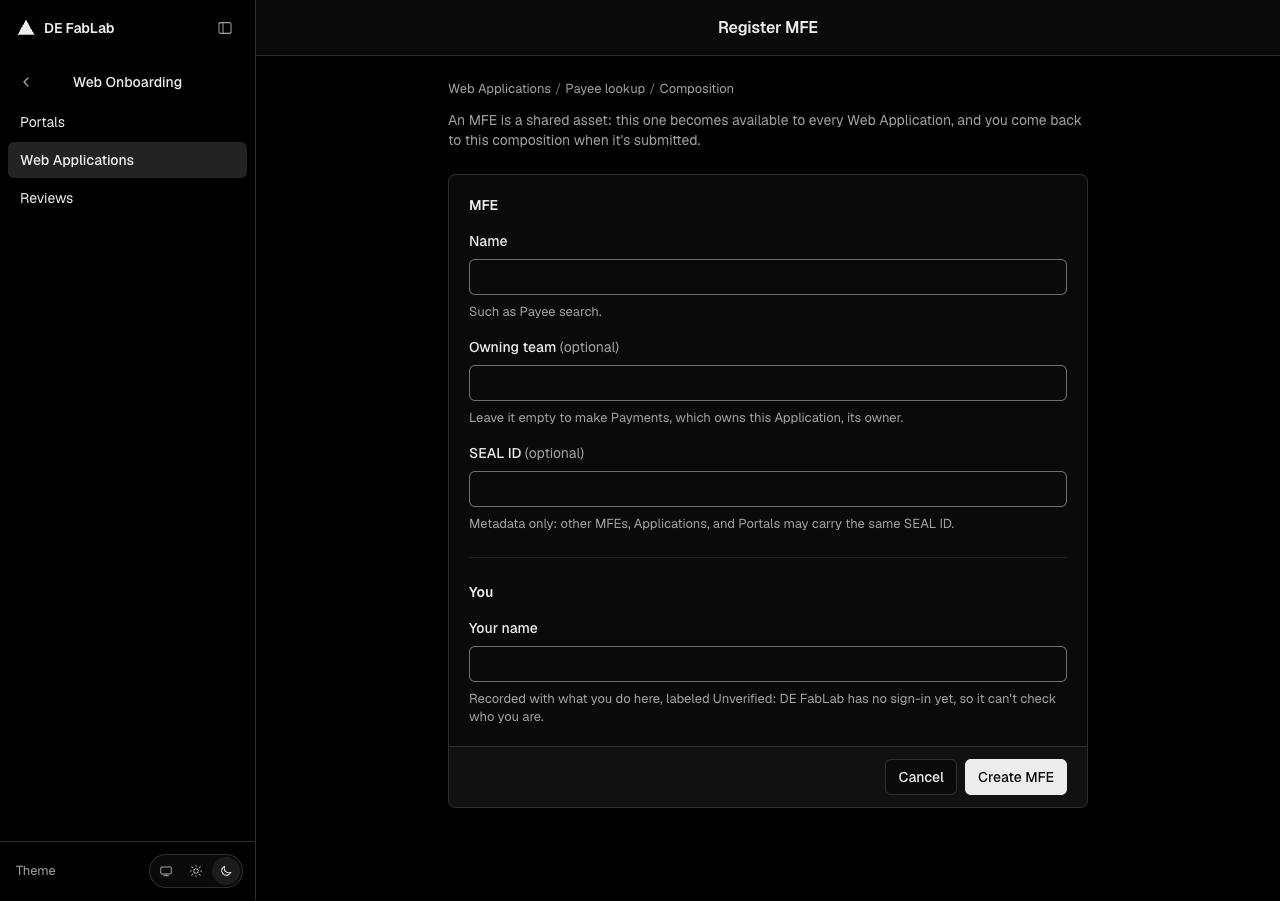 DE FabLab
Register MFE
Web Onboarding
Portals
Web Applications
Reviews
Web Applications / Payee lookup / Composition
An MFE is a shared asset: this one becomes available to every Web Application, and you come back
to this composition when it's submitted.
MFE
Name
Such as Payee search.
Owning team (optional)
Leave it empty to make Payments, which owns this Application, its owner.
SEAL ID (optional)
Metadata only: other MFEs, Applications, and Portals may carry the same SEAL ID.
You
Your name
Recorded with what you do here, labeled Unverified: DE FabLab has no sign-in yet, so it can't check
who you are.
Cancel
Create MFE
Theme